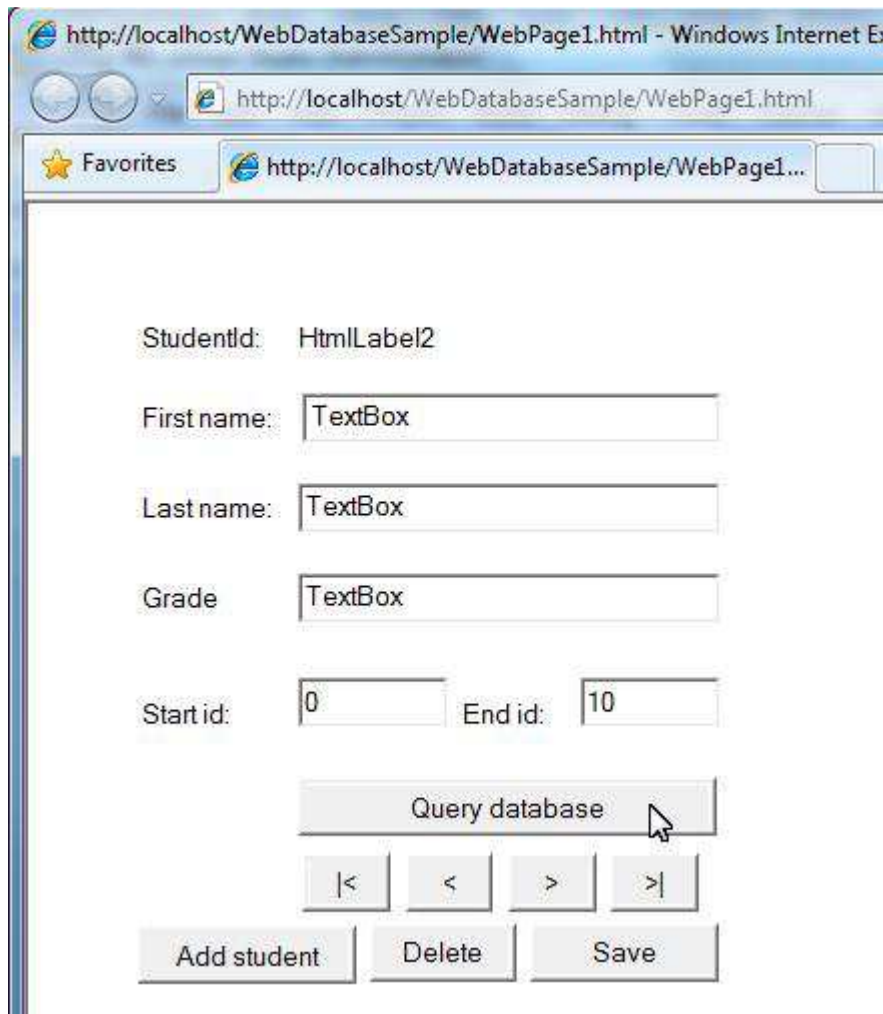 http://localhost/WebDatabaseSample/WebPage1.html - Windows Internet Ex
http://localhost/WebDatabaseSample/WebPage1.html
Favorites http://localhost/WebDatabaseSample/WebPage1...
StudentId: HtmlLabel2
First name: TextBox
Last name: TextBox
Grade TextBox
Start id: 0 End id: 10
Query database
|< < > >|
Add student Delete Save